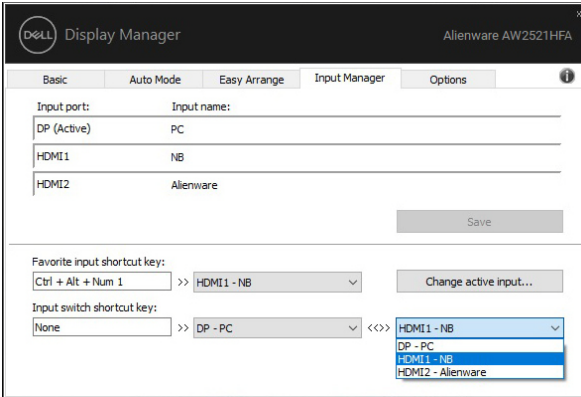 DELL Display Manager Alienware AW2521HFA
Basic Auto Mode Easy Arrange Input Manager Options
Input port: Input name:
DP (Active) PC
HDMI1 NB
HDMI2 Alienware
Save
Favorite input shortcut key:
Ctrl + Alt + Num 1 >> HDMI1 - NB Change active input...
Input switch shortcut key:
None >> DP - PC <<>> HDMI1 - NB
DP - PC
HDMI1 - NB
HDMI2 - Alienware